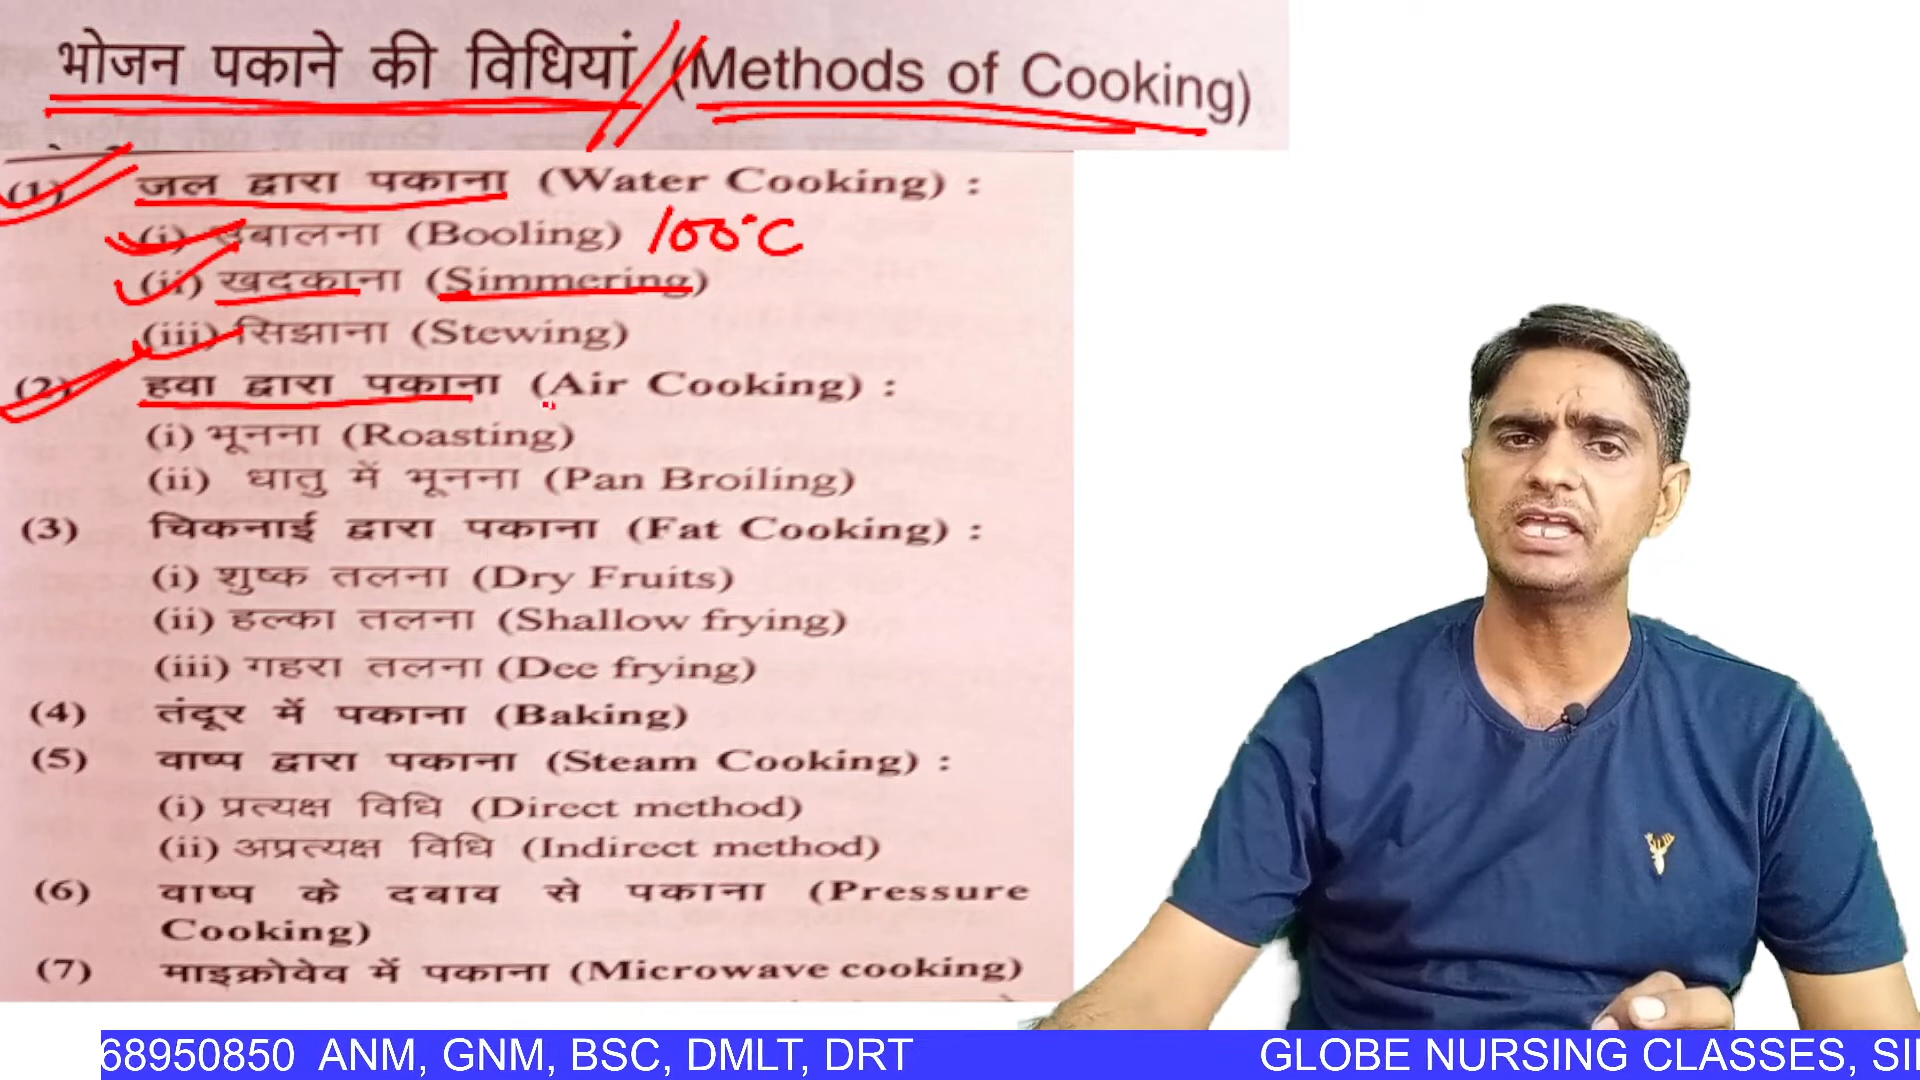 भोजन पकाने की विधियां (Methods of Cooking)
(1) जल द्वारा पकाना (Water Cooking) :
(i) उबालना (Booling) 100°C
(ii) खदकाना (Simmering)
(iii) सिझाना (Stewing)
(2) हवा द्वारा पकाना (Air Cooking) :
(i) भूनना (Roasting)
(ii) धातु में भूनना (Pan Broiling)
(3) चिकनाई द्वारा पकाना (Fat Cooking) :
(i) शुष्क तलना (Dry Fruits)
(ii) हल्का तलना (Shallow frying)
(iii) गहरा तलना (Dee frying)
(4) तंदूर में पकाना (Baking)
(5) वाष्प द्वारा पकाना (Steam Cooking) :
(i) प्रत्यक्ष विधि (Direct method)
(ii) अप्रत्यक्ष विधि (Indirect method)
(6) वाष्प के दबाव से पकाना (Pressure
Cooking)
(7) माइक्रोवेव में पकाना (Microwave cooking)
68950850 ANM, GNM, BSC, DMLT, DRT GLOBE NURSING CLASSES,